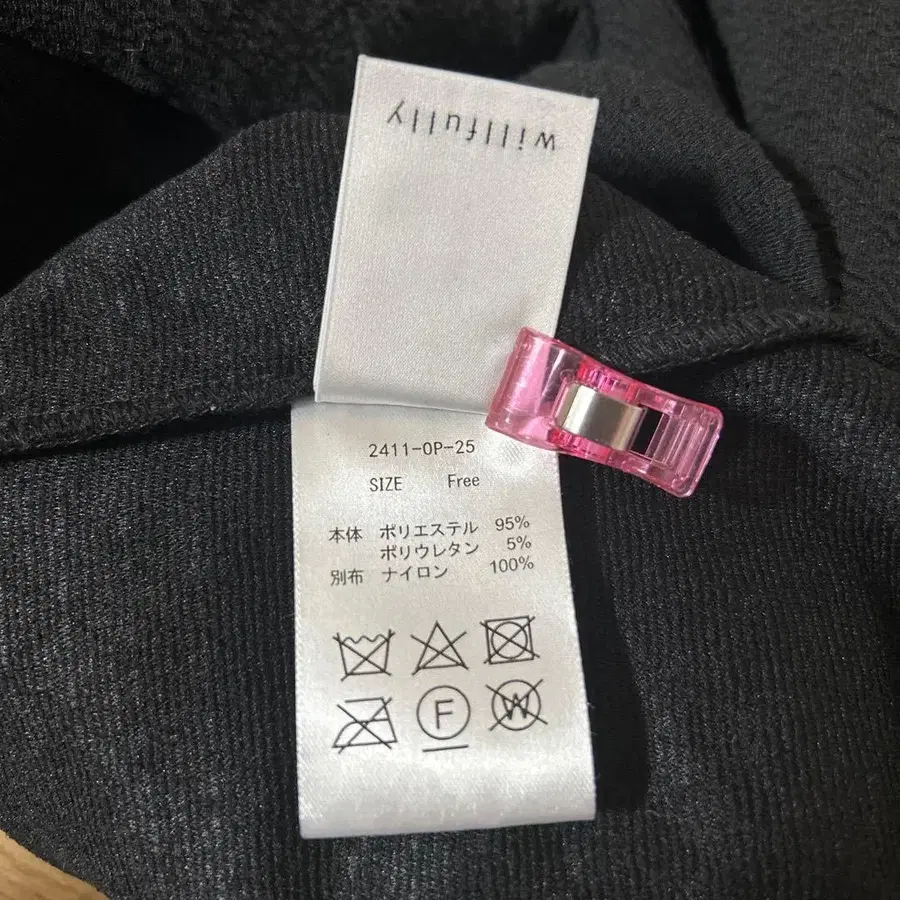 willfully
2411-OP-25
SIZE Free
本体 ポリエステル 95%
ポリウレタン 5%
別布 ナイロン 100%
F W